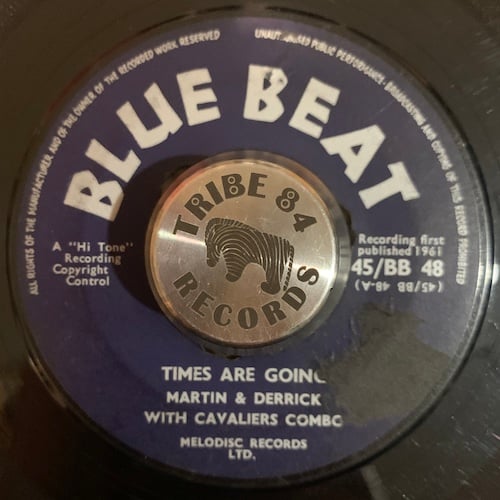 ALL RIGHTS OF THE MANUFACTURER AND OF THE OWNER OF THE RECORDED WORK RESERVED
PUBLIC PERFORMANCE, BROADCASTING AND COPYING OF THIS RECORD PROHIBITED
BLUE BEAT
TRIBE 84
RECORDS
A "Hi Tone"
Recording
Copyright
Control
Recording first
published 1961
45/BB 48
(45/BB 48-A)
TIMES ARE GOING
MARTIN & DERRICK
WITH CAVALIERS COMBO
MELODISC RECORDS
LTD.